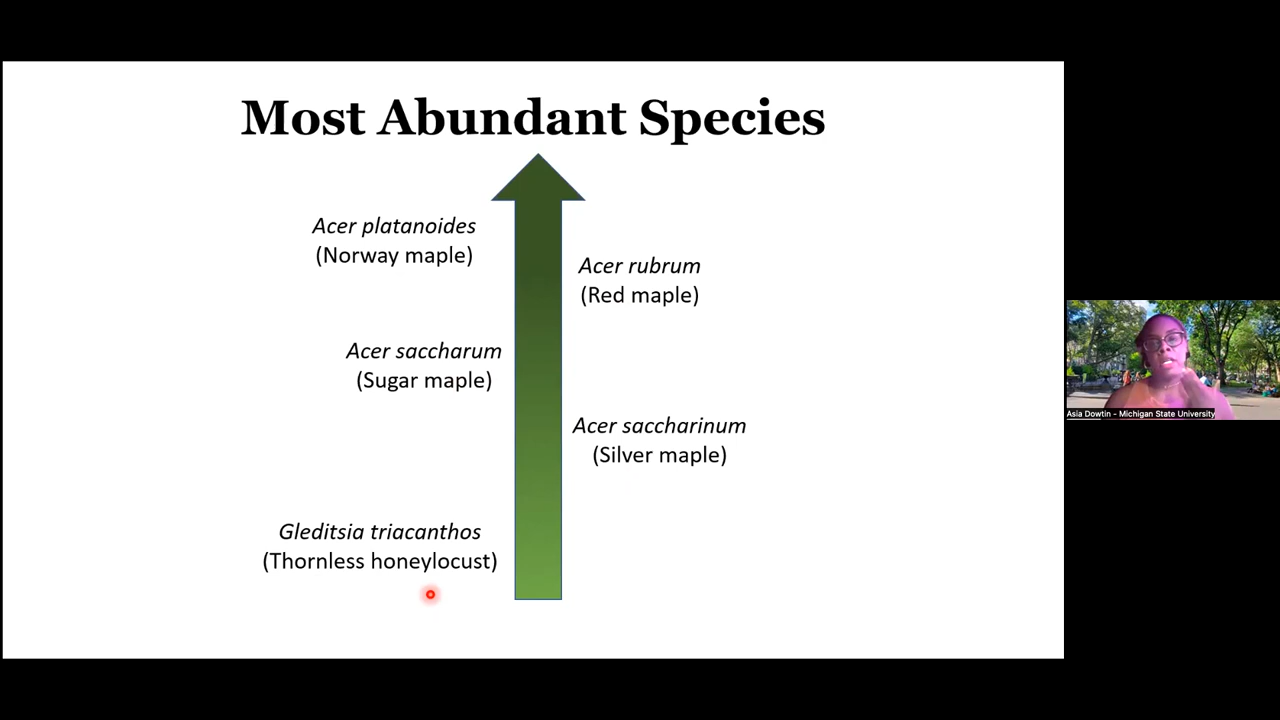 Most Abundant Species
Acer platanoides
(Norway maple)
Acer rubrum
(Red maple)
Acer saccharum
(Sugar maple)
Acer saccharinum
(Silver maple)
Gleditsia triacanthos
(Thornless honeylocust)
Asia Dowtin - Michigan State University